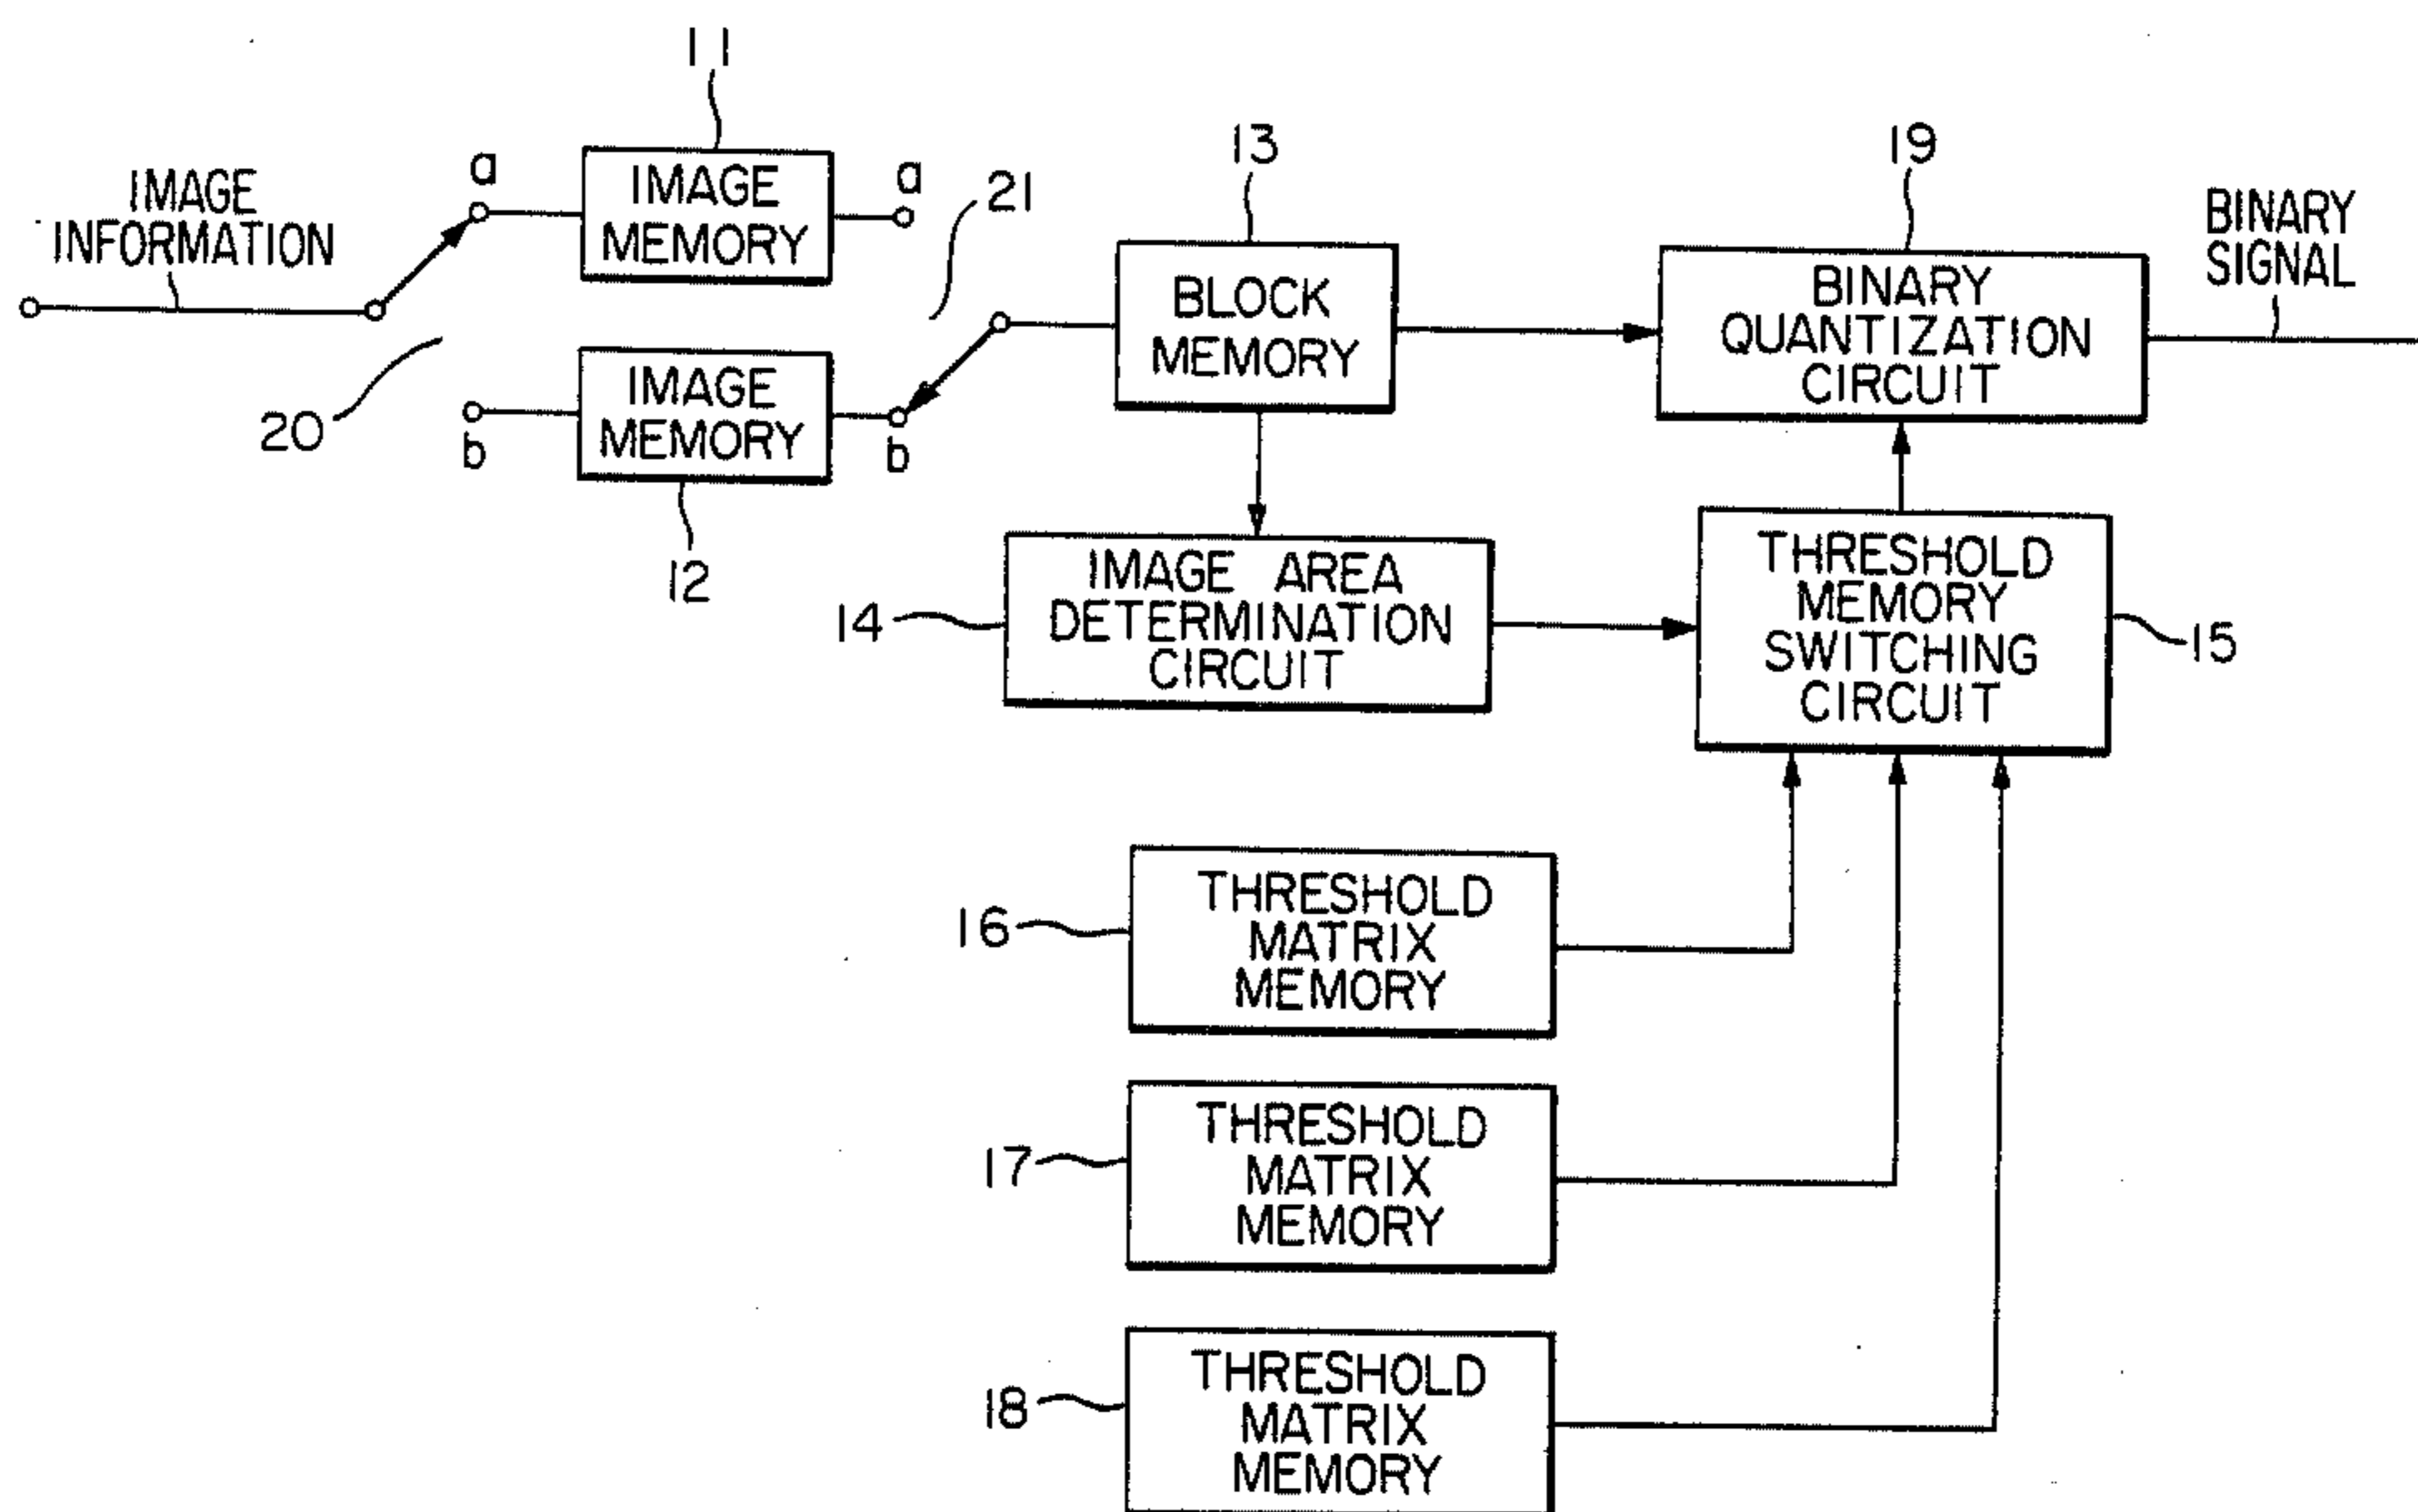 11
IMAGE
INFORMATION
a
IMAGE
MEMORY
a
21
13
BLOCK
MEMORY
19
BINARY
QUANTIZATION
CIRCUIT
BINARY
SIGNAL
20
b
IMAGE
MEMORY
b
12
14
IMAGE AREA
DETERMINATION
CIRCUIT
THRESHOLD
MEMORY
SWITCHING
CIRCUIT
15
16
THRESHOLD
MATRIX
MEMORY
17
THRESHOLD
MATRIX
MEMORY
18
THRESHOLD
MATRIX
MEMORY